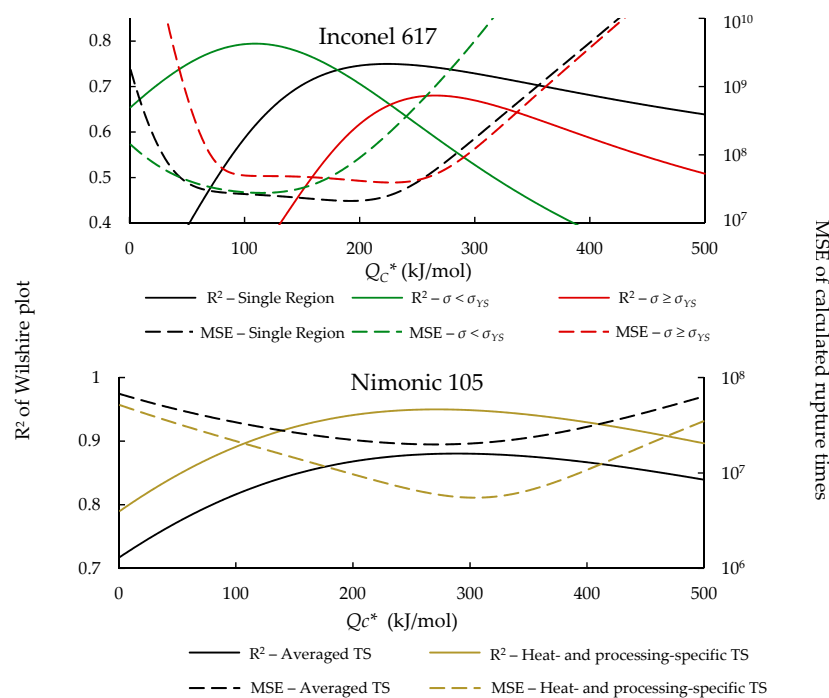 Inconel 617
0.8
0.7
0.6
0.5
0.4
10¹⁰
10⁹
10⁸
10⁷
0 100 200 300 400 500
Q_C* (kJ/mol)
R² – Single Region R² – σ < σ_YS R² – σ ≥ σ_YS
MSE – Single Region MSE – σ < σ_YS MSE – σ ≥ σ_YS
R² of Wilshire plot
MSE of calculated rupture times
Nimonic 105
1
0.9
0.8
0.7
10⁸
10⁷
10⁶
0 100 200 300 400 500
Qc* (kJ/mol)
R² – Averaged TS R² – Heat- and processing-specific TS
MSE – Averaged TS MSE – Heat- and processing-specific TS